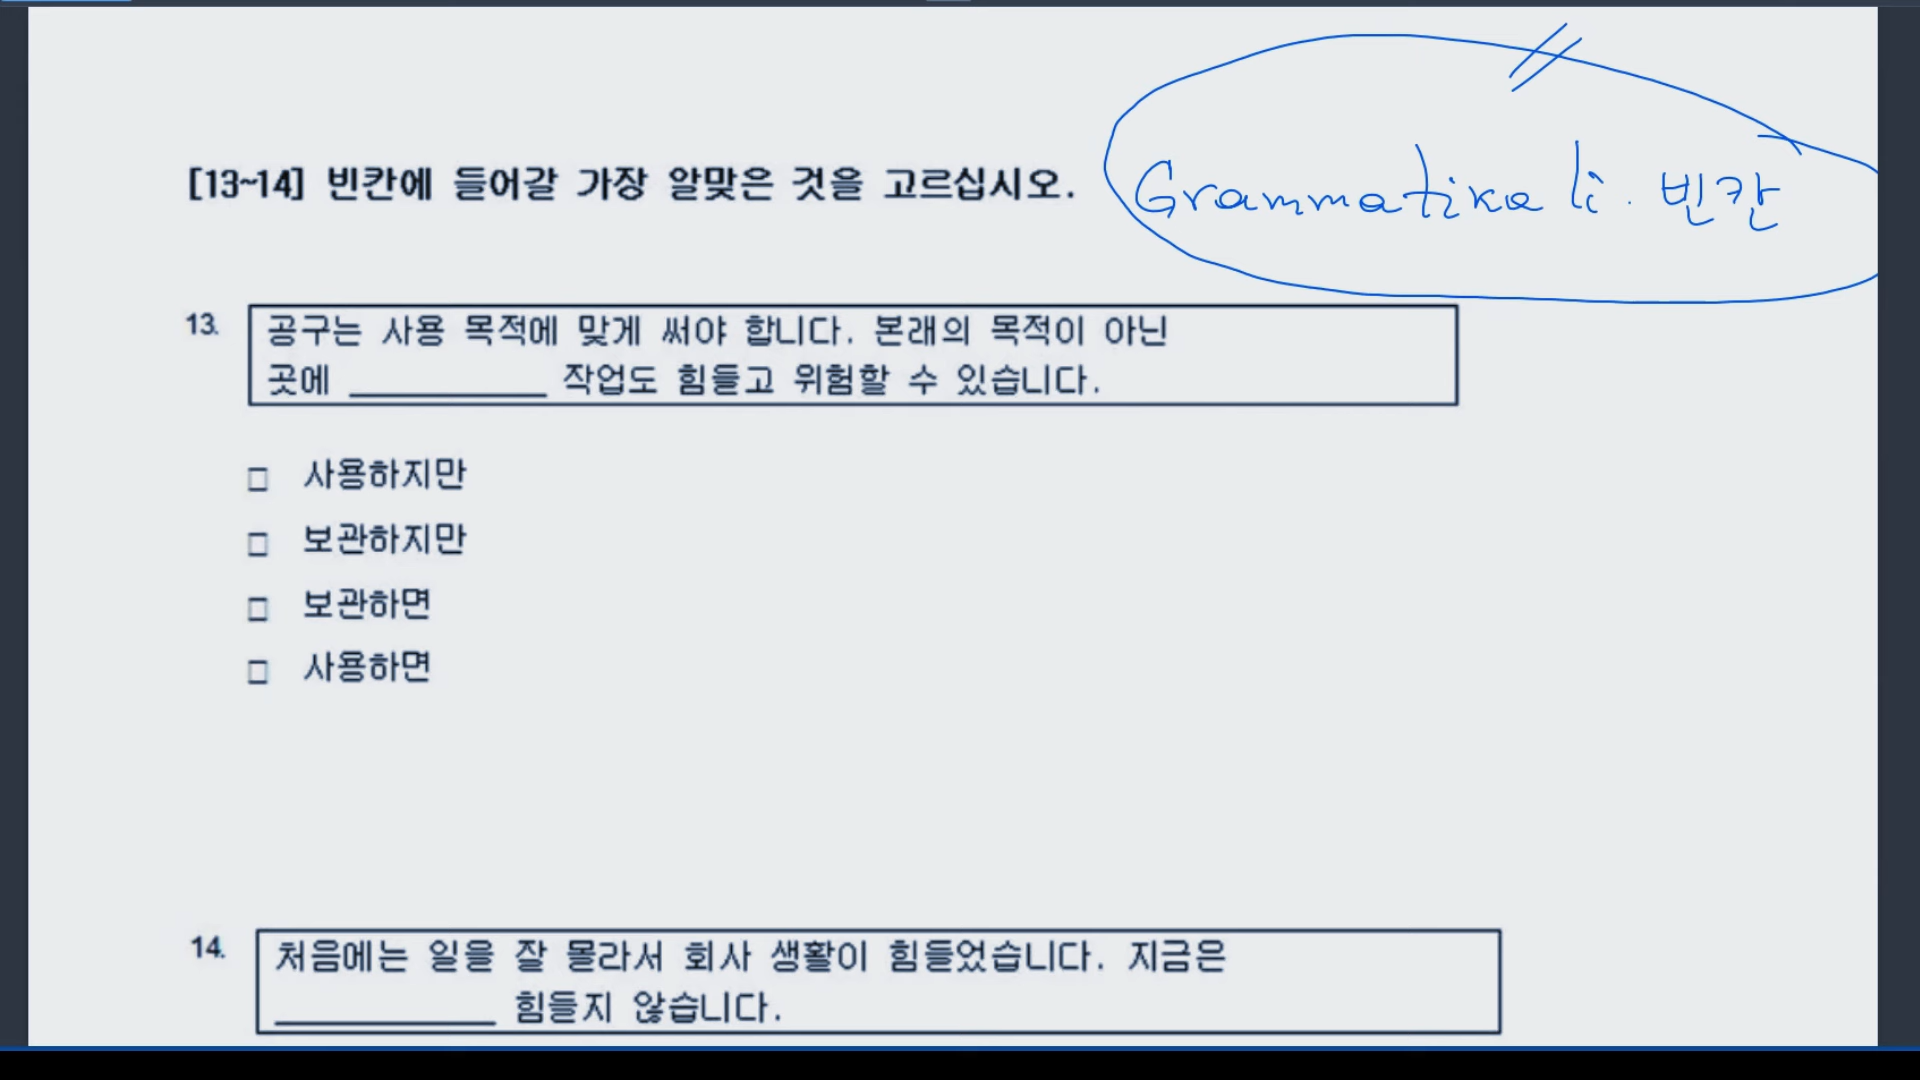 [13~14] 빈칸에 들어갈 가장 알맞은 것을 고르십시오.
Grammatikali. 빈칸
13. 공구는 사용 목적에 맞게 써야 합니다. 본래의 목적이 아닌
곳에 __________ 작업도 힘들고 위험할 수 있습니다.
□ 사용하지만
□ 보관하지만
□ 보관하면
□ 사용하면
14. 처음에는 일을 잘 몰라서 회사 생활이 힘들었습니다. 지금은
__________ 힘들지 않습니다.